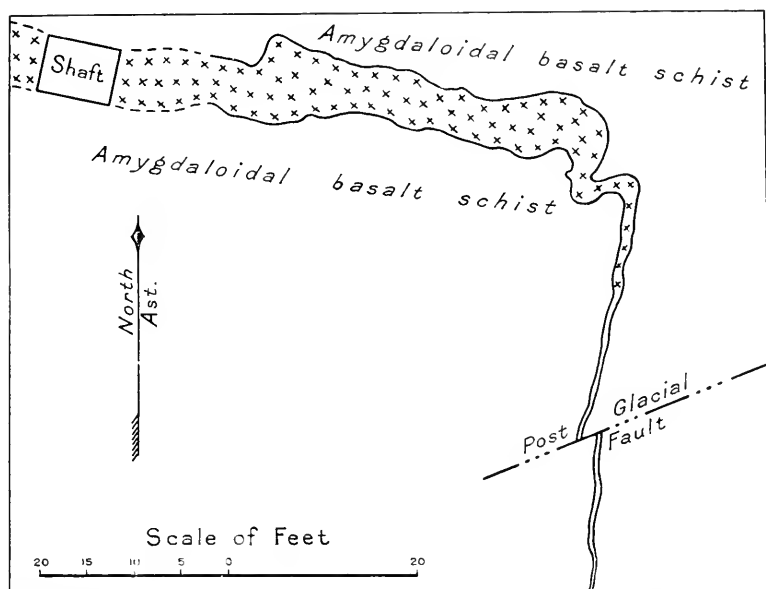 Amygdaloidal basalt schist
Shaft
Amygdaloidal basalt schist
North
Ast.
Post Glacial
Fault
Scale of Feet
20 15 10 5 0 20